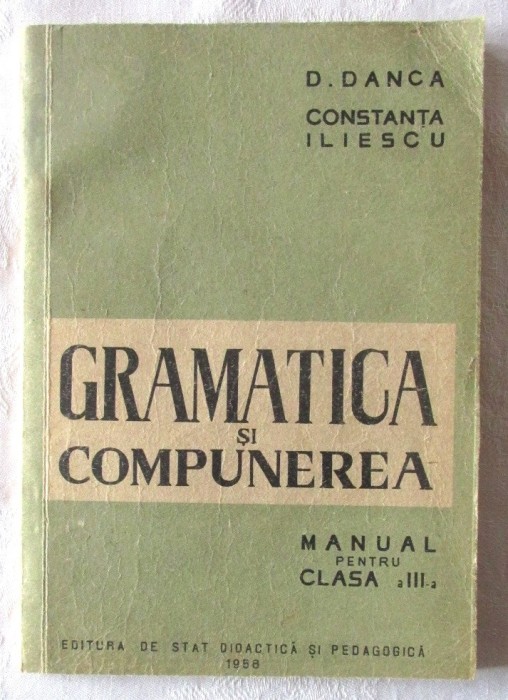 D. DANCA
CONSTANȚA
ILIESCU
GRAMATICA
ȘI
COMPUNEREA
MANUAL
PENTRU
CLASA a III-a
EDITURA DE STAT DIDACTICĂ ȘI PEDAGOGICĂ
1958